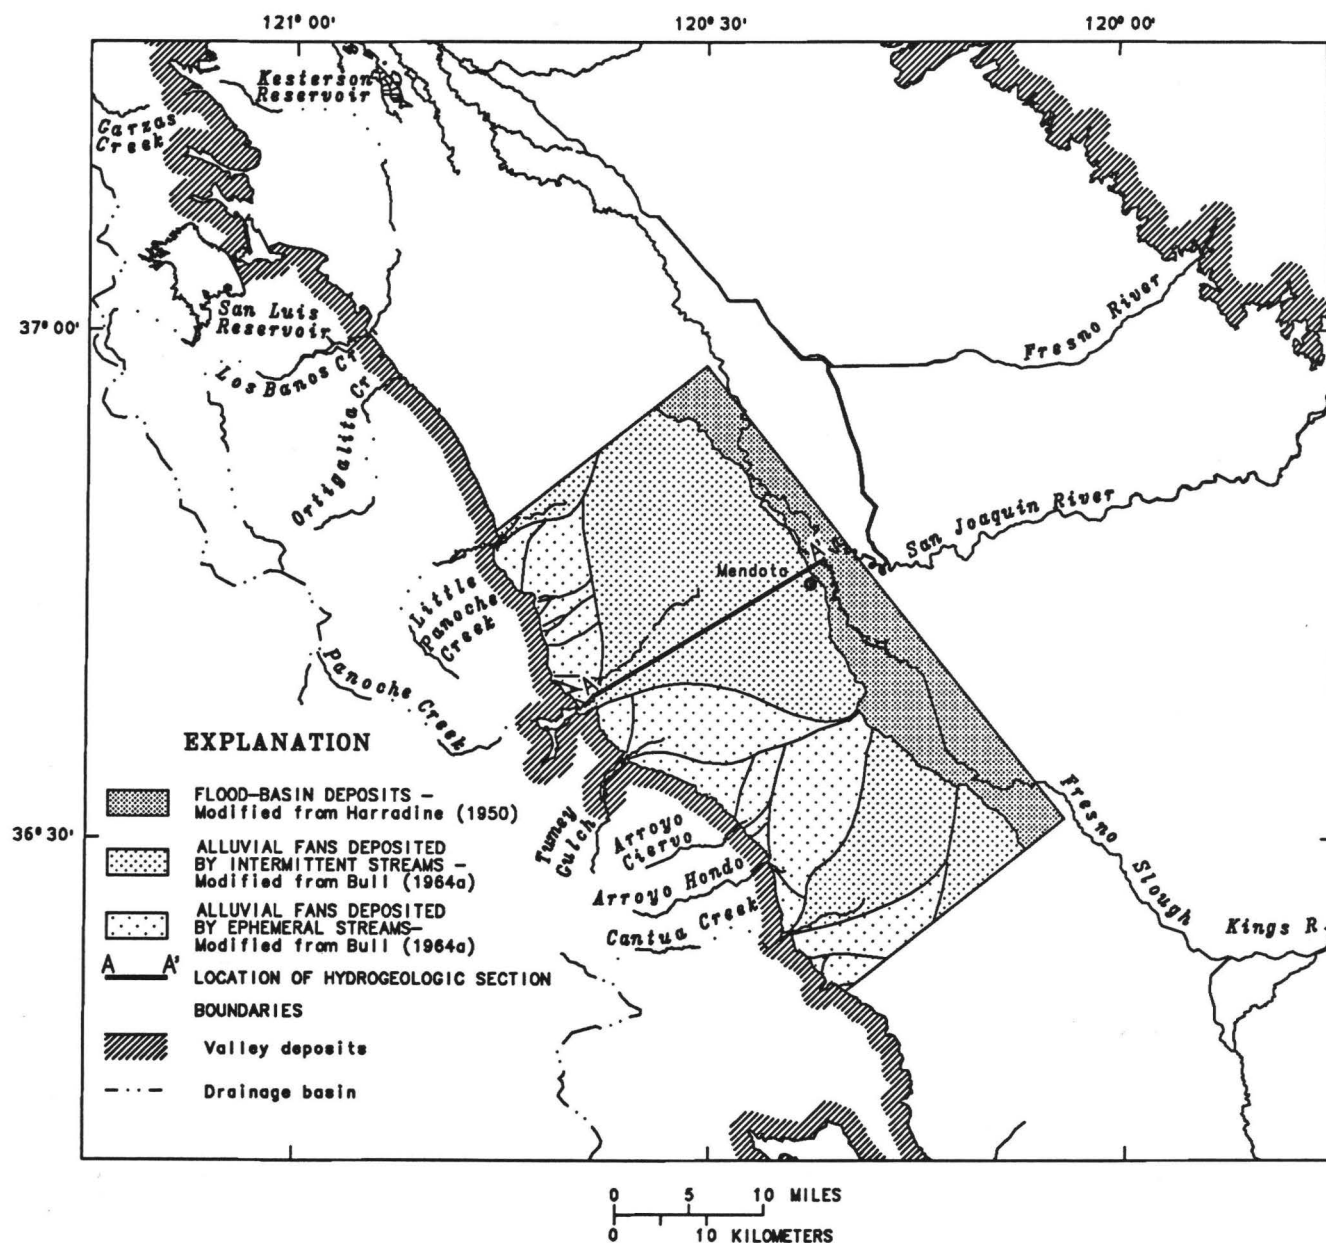 121° 00'
120° 30'
120° 00'
Kesterson
Reservoir
Garzas
Creek
San Luis
Reservoir
37° 00'
Fresno River
Los Banos Cr
Ortigalita Cr
San Joaquin River
A'
Mendota
Little
Panoche
Creek
Panoche Creek
A
EXPLANATION
FLOOD-BASIN DEPOSITS -
Modified from Harradine (1950)
ALLUVIAL FANS DEPOSITED
BY INTERMITTENT STREAMS -
Modified from Bull (1964a)
ALLUVIAL FANS DEPOSITED
BY EPHEMERAL STREAMS-
Modified from Bull (1964a)
A A' LOCATION OF HYDROGEOLOGIC SECTION
BOUNDARIES
Valley deposits
Drainage basin
36° 30'
Tumey
Gulch
Arroyo
Ciervo
Arroyo Hondo
Cantua Creek
Fresno Slough
Kings R.
0 5 10 MILES
0 10 KILOMETERS